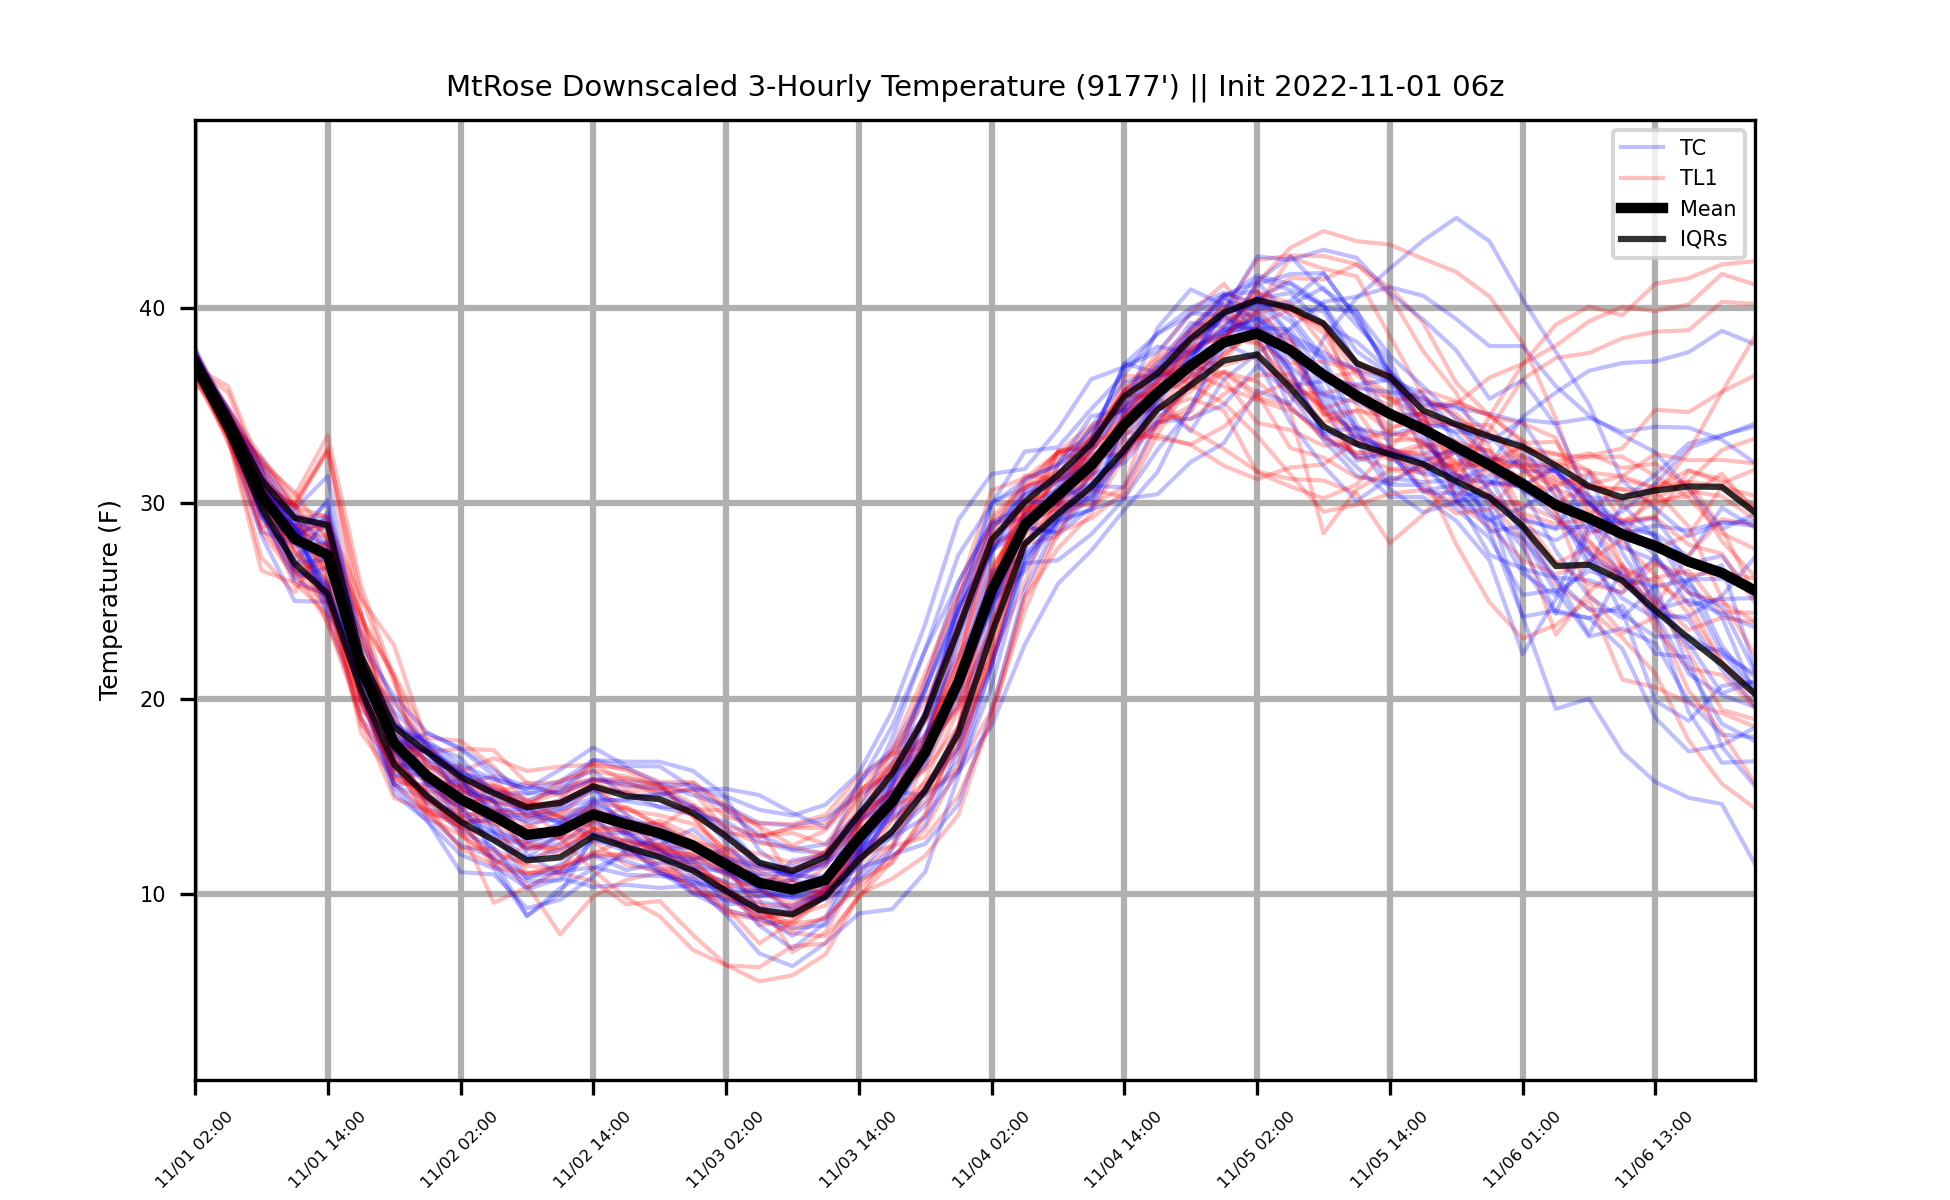 MtRose Downscaled 3-Hourly Temperature (9177') || Init 2022-11-01 06z
TC
TL1
Mean
IQRs
Temperature (F)
40
30
20
10
11/01 02:00
11/01 14:00
11/02 02:00
11/02 14:00
11/03 02:00
11/03 14:00
11/04 02:00
11/04 14:00
11/05 02:00
11/05 14:00
11/06 01:00
11/06 13:00